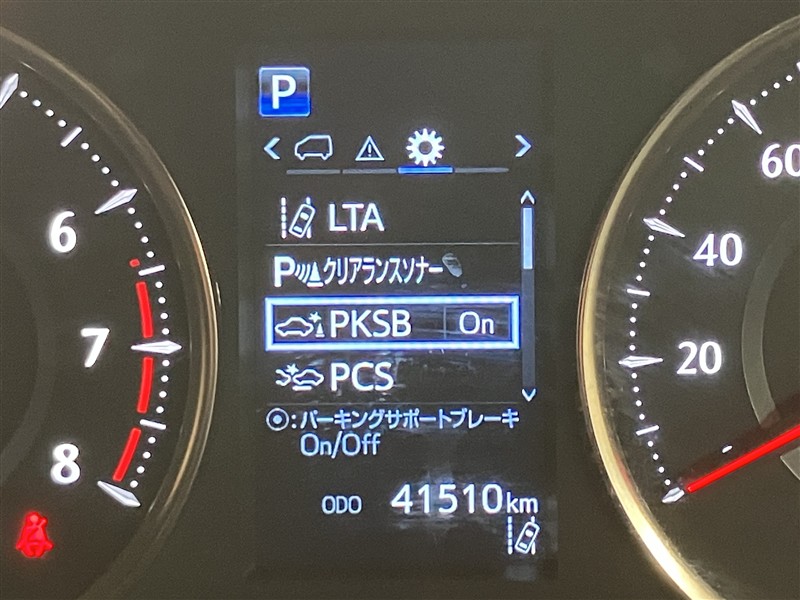 P
LTA
Pクリアランスソナー
PKSB On
PCS
:パーキングサポートブレーキ
On/Off
ODO 41510km
6
7
8
60
40
20